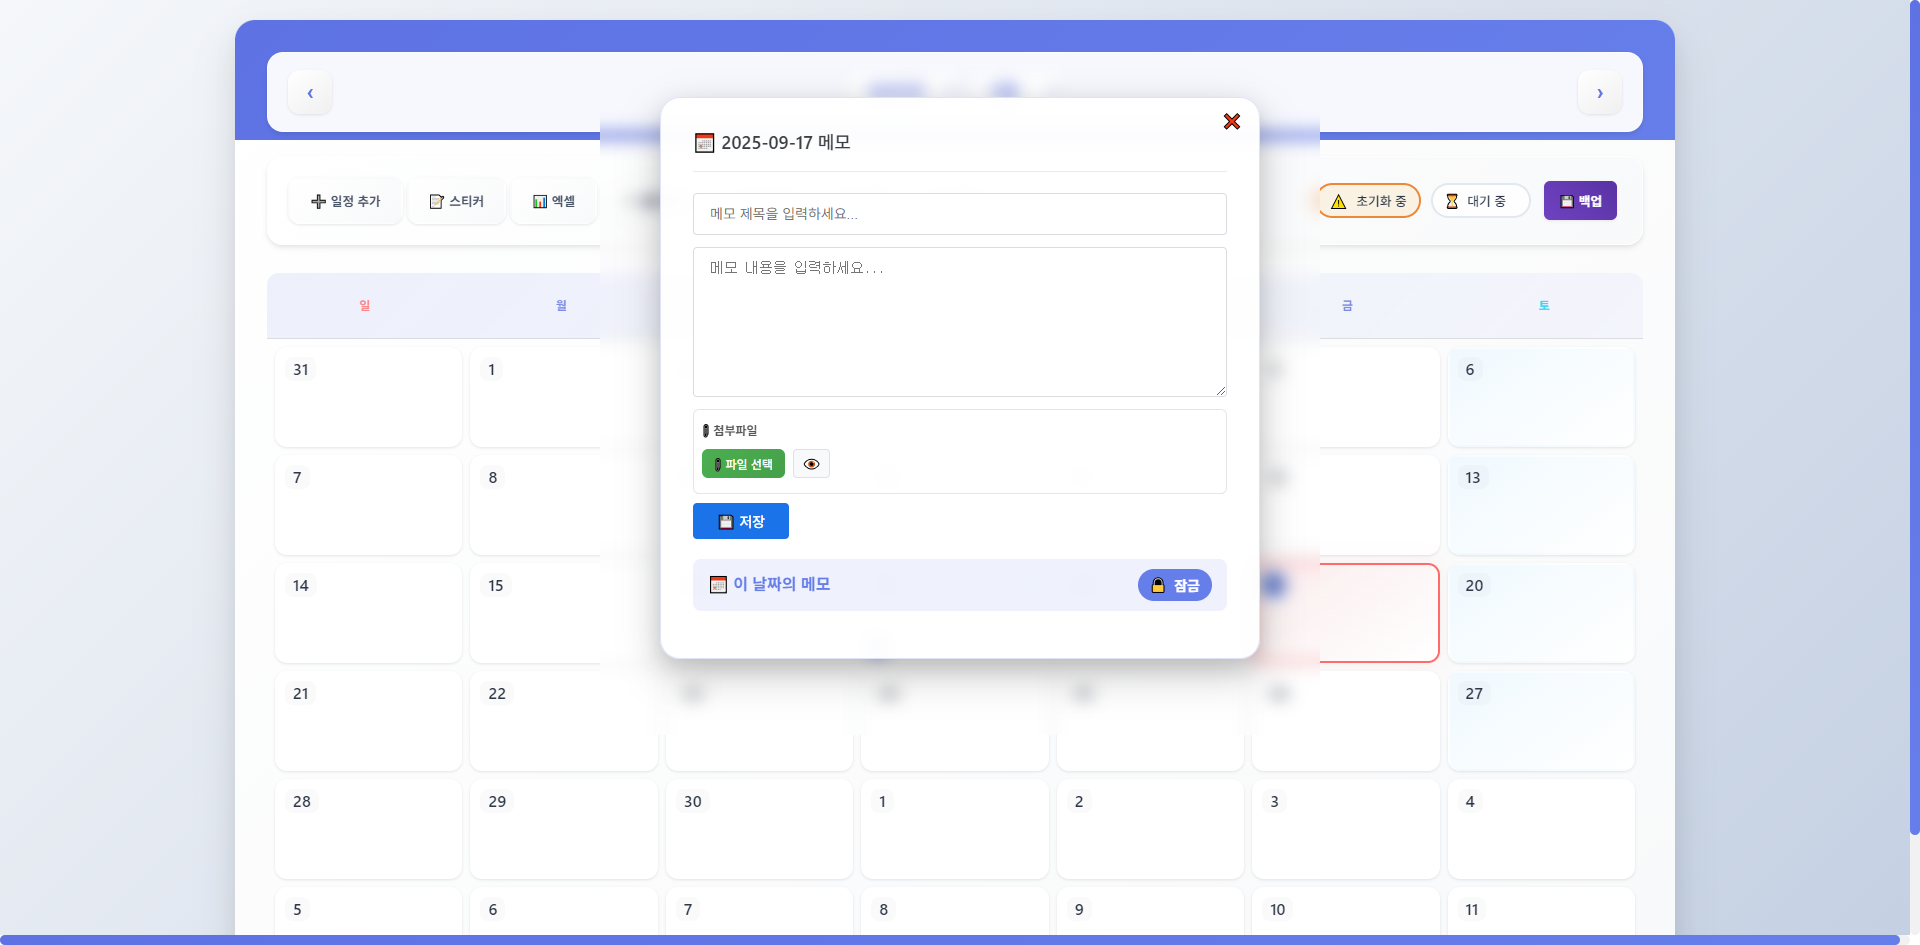 ‹
›
2025-09-17 메모
메모 제목을 입력하세요...
메모 내용을 입력하세요...
첨부파일
파일 선택
저장
이 날짜의 메모
잠금
일정 추가
스티커
엑셀
초기화 중
대기 중
백업
일 월 금 토
31 1 6
7 8 13
14 15 20
21 22 27
28 29 30 1 2 3 4
5 6 7 8 9 10 11